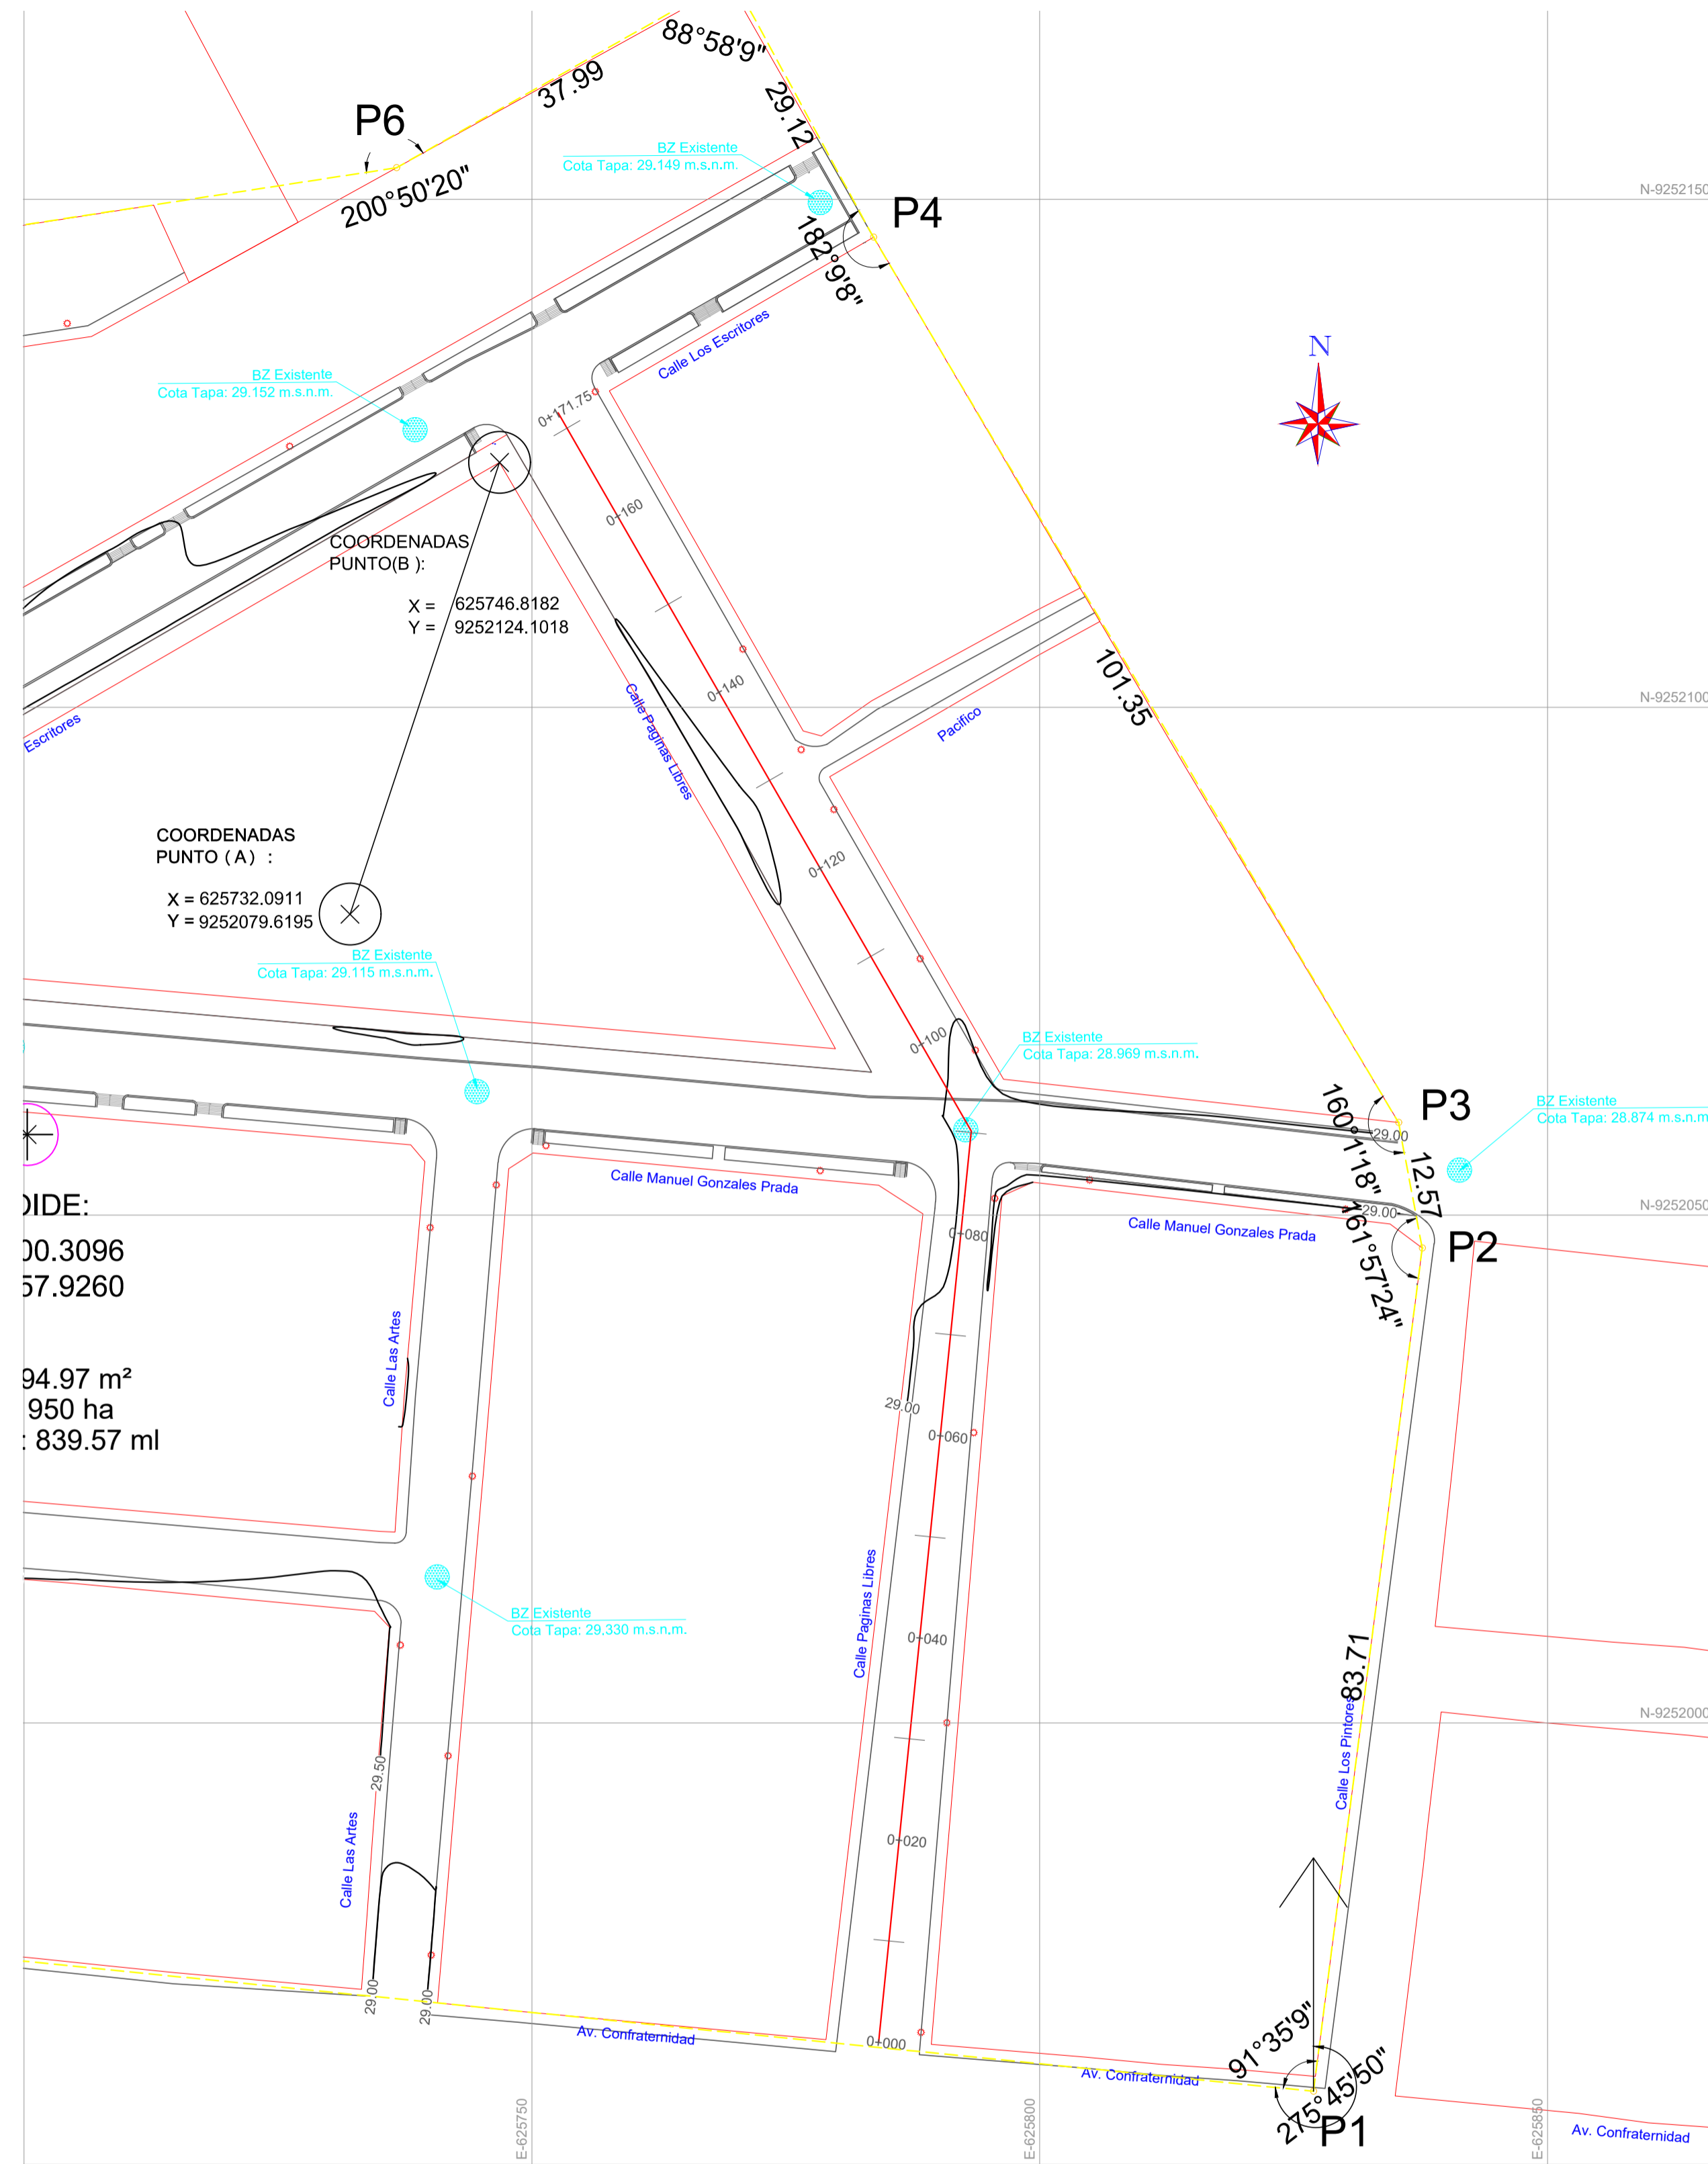 88°58'9"
37.99
29.12
P6
BZ Existente
Cota Tapa: 29.149 m.s.n.m.
N-9252150
200°50'20"
P4
182°9'8"
Calle Los Escritores
N
BZ Existente
Cota Tapa: 29.152 m.s.n.m.
0+171.75
0+160
COORDENADAS
PUNTO(B ):
X = 625746.8182
Y = 9252124.1018
101.35
0+140
Calle Paginas Libres
N-9252100
Pacifico
Escritores
COORDENADAS
PUNTO ( A ) :
X = 625732.0911
Y = 9252079.6195
0+120
BZ Existente
Cota Tapa: 29.115 m.s.n.m.
0+100
BZ Existente
Cota Tapa: 28.969 m.s.n.m.
P3
160°1'18"
29.00
BZ Existente
Cota Tapa: 28.874 m.s.n.m.
12.57
Calle Manuel Gonzales Prada
Calle Manuel Gonzales Prada
29.00
N-9252050
161°57'24"
P2
0+080
OIDE:
00.3096
57.9260
94.97 m²
950 ha
: 839.57 ml
Calle Las Artes
29.00
0+060
BZ Existente
Cota Tapa: 29.330 m.s.n.m.
Calle Paginas Libres
0+040
83.71
Calle Los Pintores
N-9252000
29.50
Calle Las Artes
0+020
29.00
29.00
Av. Confraternidad
0+000
Av. Confraternidad
91°35'9"
275°45'50"
P1
Av. Confraternidad
E-625750
E-625800
E-625850